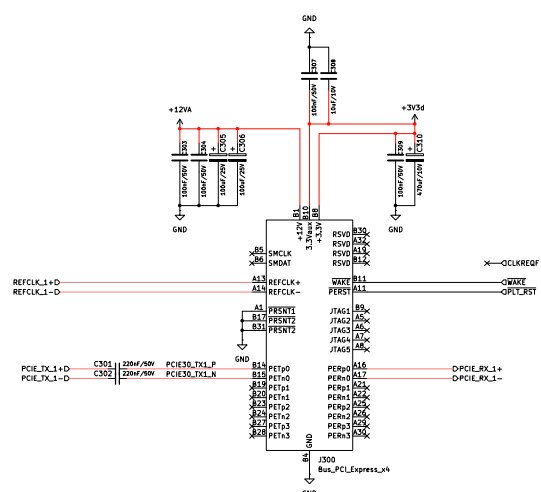 GND
C307
100nF/50V
C308
10uF/10V
+12VA
+3V3d
C303
100nF/50V
C304
100nF/50V
C305
100uF/25V
C306
100uF/25V
C309
100nF/50V
C310
470uF/10V
GND
GND
B1
B10
B8
+12V
3.3Vaux
+3.3V
B5
SMCLK
B6
SMDAT
RSVD
B30
RSVD
A32
RSVD
A19
RSVD
B12
CLKREQF
REFCLK_1+
A13
REFCLK+
REFCLK_1-
A14
REFCLK-
WAKE
B11
WAKE
PERST
A11
PLT_RST
A1
PRSNT1
B17
PRSNT2
B31
PRSNT2
JTAG1
B9
JTAG2
A5
JTAG3
A6
JTAG4
A7
JTAG5
A8
GND
C301
220nF/50V
PCIE30_TX1_P
PCIE_TX_1+
B14
PETp0
C302
220nF/50V
PCIE30_TX1_N
PCIE_TX_1-
B15
PETn0
B19
PETp1
B20
PETn1
B23
PETp2
B24
PETn2
B27
PETp3
B28
PETn3
PERp0
A16
PCIE_RX_1+
PERn0
A17
PCIE_RX_1-
PERp1
A21
PERn1
A22
PERp2
A25
PERn2
A26
PERp3
A29
PERn3
A30
GND
B4
J300
Bus_PCI_Express_x4
GND